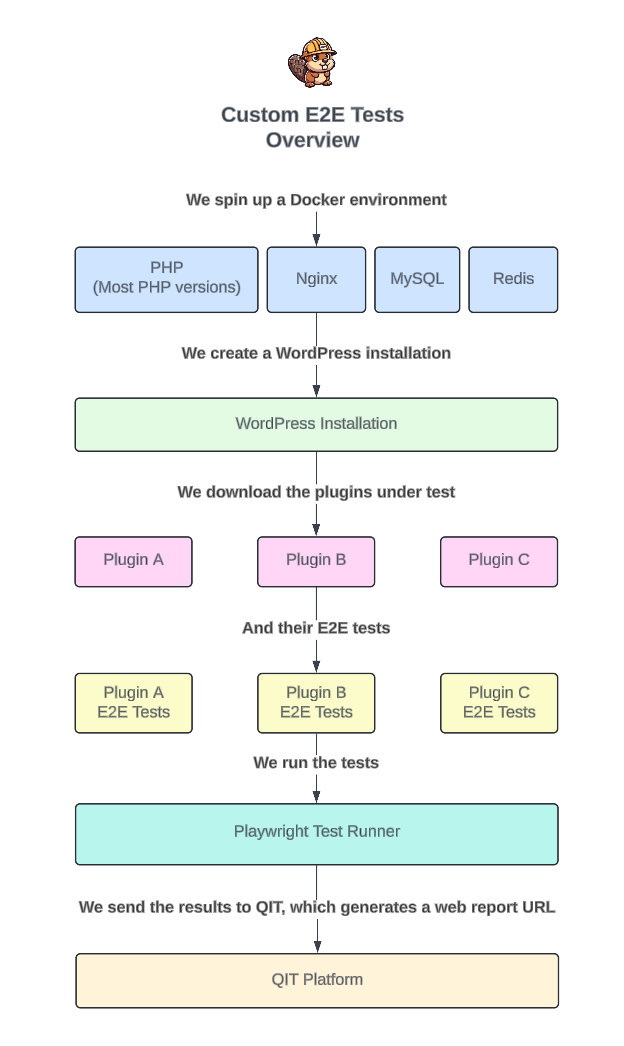 Custom E2E Tests
Overview
We spin up a Docker environment
PHP
(Most PHP versions)
Nginx
MySQL
Redis
We create a WordPress installation
WordPress Installation
We download the plugins under test
Plugin A
Plugin B
Plugin C
And their E2E tests
Plugin A
E2E Tests
Plugin B
E2E Tests
Plugin C
E2E Tests
We run the tests
Playwright Test Runner
We send the results to QIT, which generates a web report URL
QIT Platform